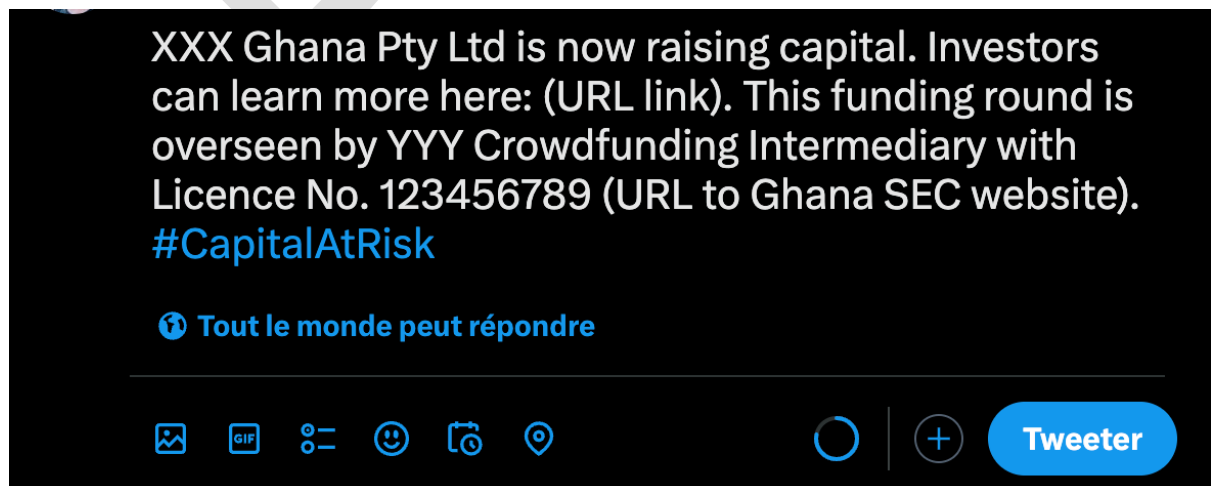 XXX Ghana Pty Ltd is now raising capital. Investors
can learn more here: (URL link). This funding round is
overseen by YYY Crowdfunding Intermediary with
Licence No. 123456789 (URL to Ghana SEC website).
#CapitalAtRisk
Tout le monde peut répondre
GIF
Tweeter